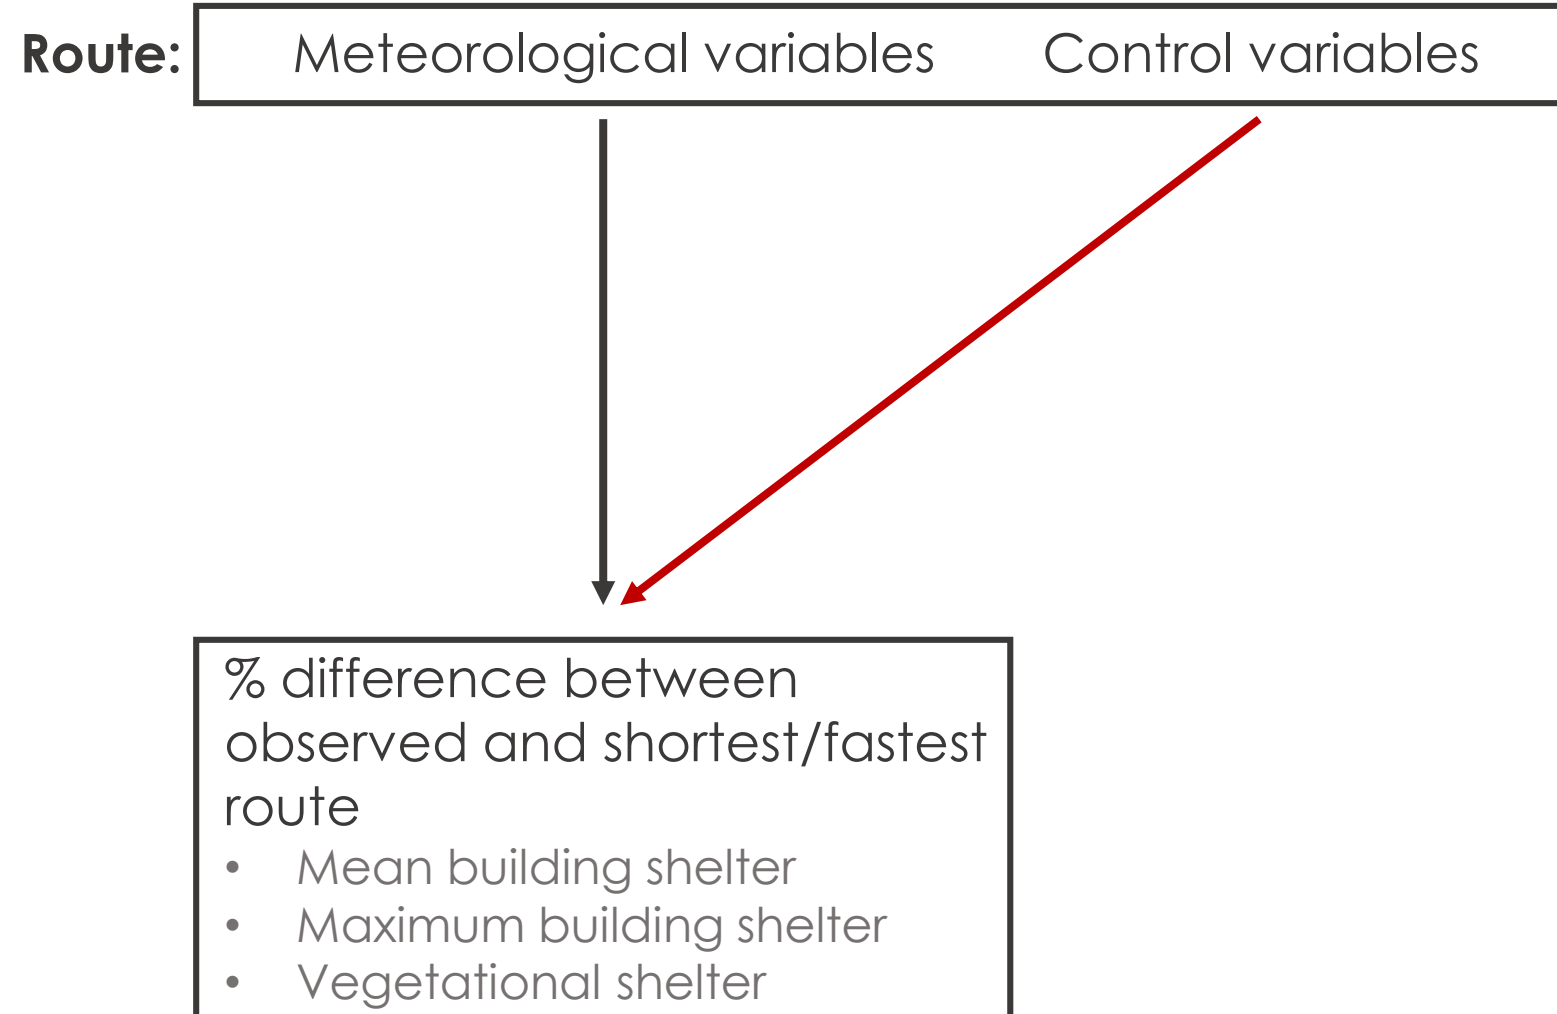 Route: Meteorological variables Control variables
% difference between
observed and shortest/fastest
route
• Mean building shelter
• Maximum building shelter
• Vegetational shelter